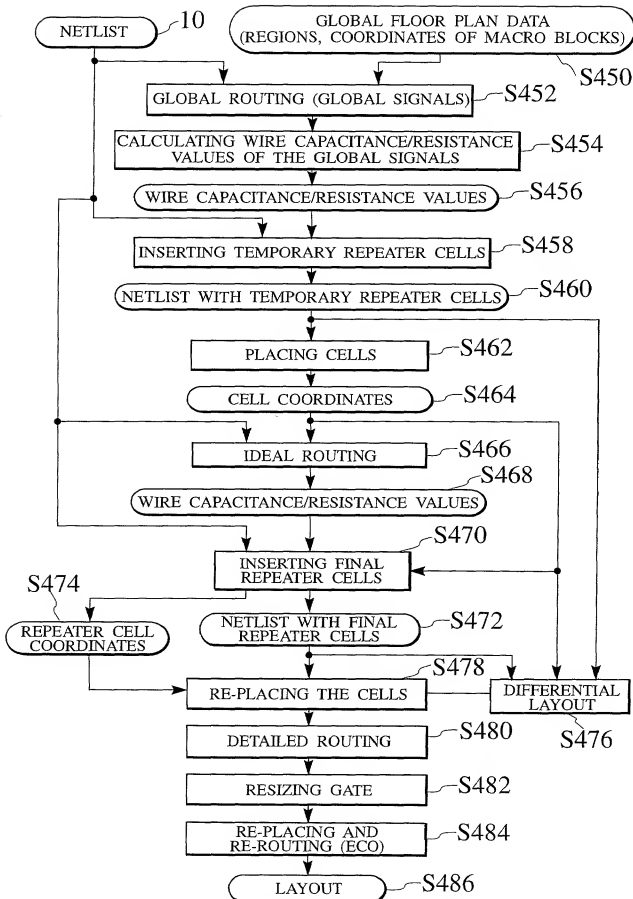 NETLIST
10
GLOBAL FLOOR PLAN DATA
(REGIONS, COORDINATES OF MACRO BLOCKS)
S450
GLOBAL ROUTING (GLOBAL SIGNALS)
S452
CALCULATING WIRE CAPACITANCE/RESISTANCE
VALUES OF THE GLOBAL SIGNALS
S454
WIRE CAPACITANCE/RESISTANCE VALUES
S456
INSERTING TEMPORARY REPEATER CELLS
S458
NETLIST WITH TEMPORARY REPEATER CELLS
S460
PLACING CELLS
S462
CELL COORDINATES
S464
IDEAL ROUTING
S466
S468
WIRE CAPACITANCE/RESISTANCE VALUES
S470
INSERTING FINAL
REPEATER CELLS
S474
REPEATER CELL
COORDINATES
NETLIST WITH FINAL
REPEATER CELLS
S472
S478
RE-PLACING THE CELLS
DIFFERENTIAL
LAYOUT
S476
DETAILED ROUTING
S480
RESIZING GATE
S482
RE-PLACING AND
RE-ROUTING (ECO)
S484
LAYOUT
S486